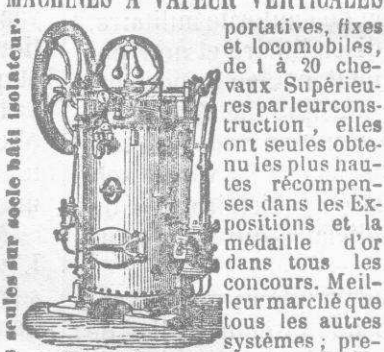 MACHINES A VAPEUR VERTICALES
portatives, fixes
et locomobiles,
de 1 à 20 che-
vaux Supérieu-
res par leur cons-
truction, elles
ont seules obte-
nu les plus hau-
tes récompen-
ses dans les Ex-
positions et la
médaille d'or
dans tous les
concours. Meil-
leur marché que
tous les autres
systèmes ; pre-
seules sur socle bâti isolateur.